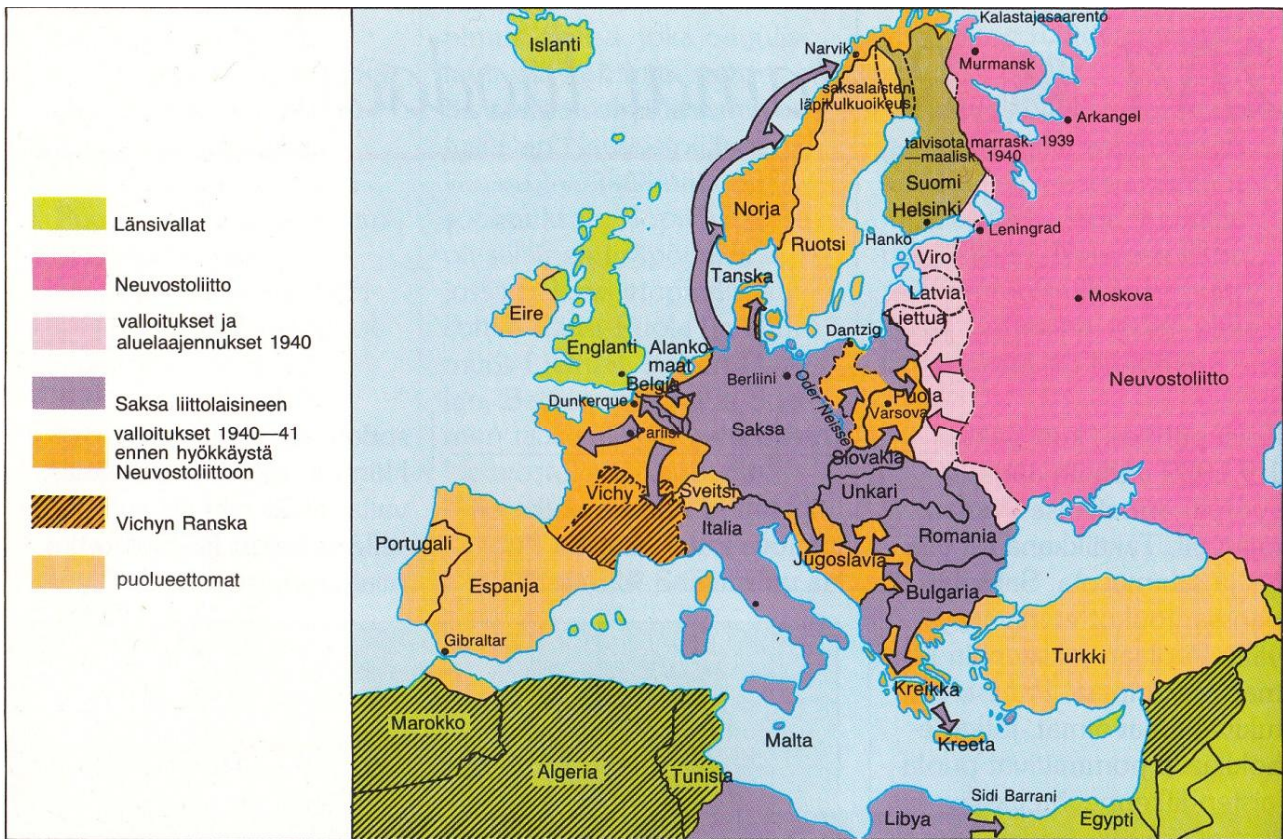 Länsivallat
Neuvostoliitto
valloitukset ja
aluelaajennukset 1940
Saksa liittolaisineen
valloitukset 1940—41
ennen hyökkäystä
Neuvostoliittoon
Vichyn Ranska
puolueettomat
Islanti
Narvik
Kalastajasaarento
Murmansk
saksalaisten
läpikulkuoikeus
Arkangel
talvisota marrask. 1939
—maalisk. 1940
Suomi
Helsinki
Norja
Ruotsi
Hanko
Leningrad
Viro
Tanska
Latvia
Moskova
Liettua
Eire
Englanti
Alanko-
maat
Dantzig
Belgia
Berliini
Oder Neisse
Dunkerque
Puola
Varsova
Neuvostoliitto
Pariisi
Saksa
Slovakia
Vichy
Sveitsi
Unkari
Italia
Romania
Portugali
Espanja
Jugoslavia
Bulgaria
Gibraltar
Turkki
Kreikka
Marokko
Malta
Kreeta
Algeria
Tunisia
Sidi Barrani
Libya
Egypti